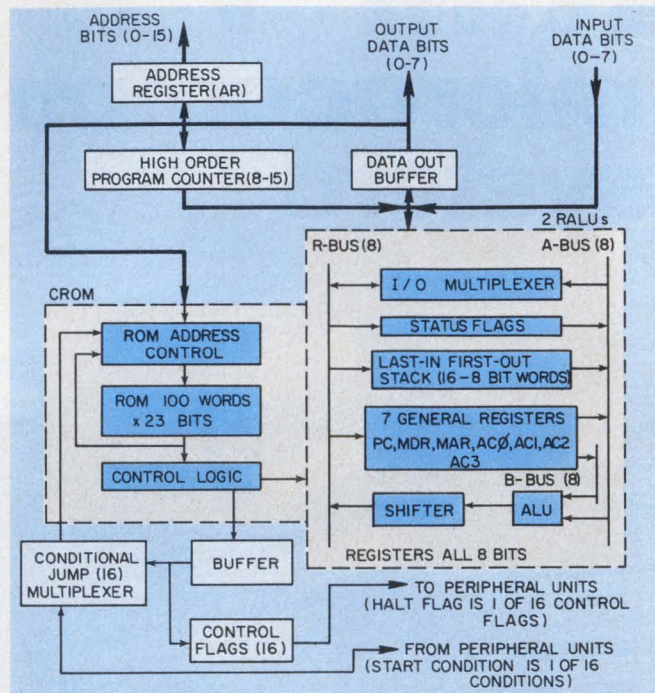 ADDRESS
BITS (0-15)
OUTPUT
DATA BITS
(0-7)
INPUT
DATA BITS
(0-7)
ADDRESS
REGISTER (AR)
HIGH ORDER
PROGRAM COUNTER (8-15)
DATA OUT
BUFFER
2 RALUs
R-BUS (8)
A-BUS (8)
I/O MULTIPLEXER
STATUS FLAGS
LAST-IN FIRST-OUT
STACK (16-8 BIT WORDS)
7 GENERAL REGISTERS
PC, MDR, MAR, AC∅, AC1, AC2
AC3
B-BUS (8)
SHIFTER
ALU
REGISTERS ALL 8 BITS
CROM
ROM ADDRESS
CONTROL
ROM 100 WORDS
x 23 BITS
CONTROL LOGIC
CONDITIONAL
JUMP (16)
MULTIPLEXER
BUFFER
CONTROL
FLAGS (16)
TO PERIPHERAL UNITS
(HALT FLAG IS 1 OF 16 CONTROL
FLAGS)
FROM PERIPHERAL UNITS
(START CONDITION IS 1 OF 16
CONDITIONS)